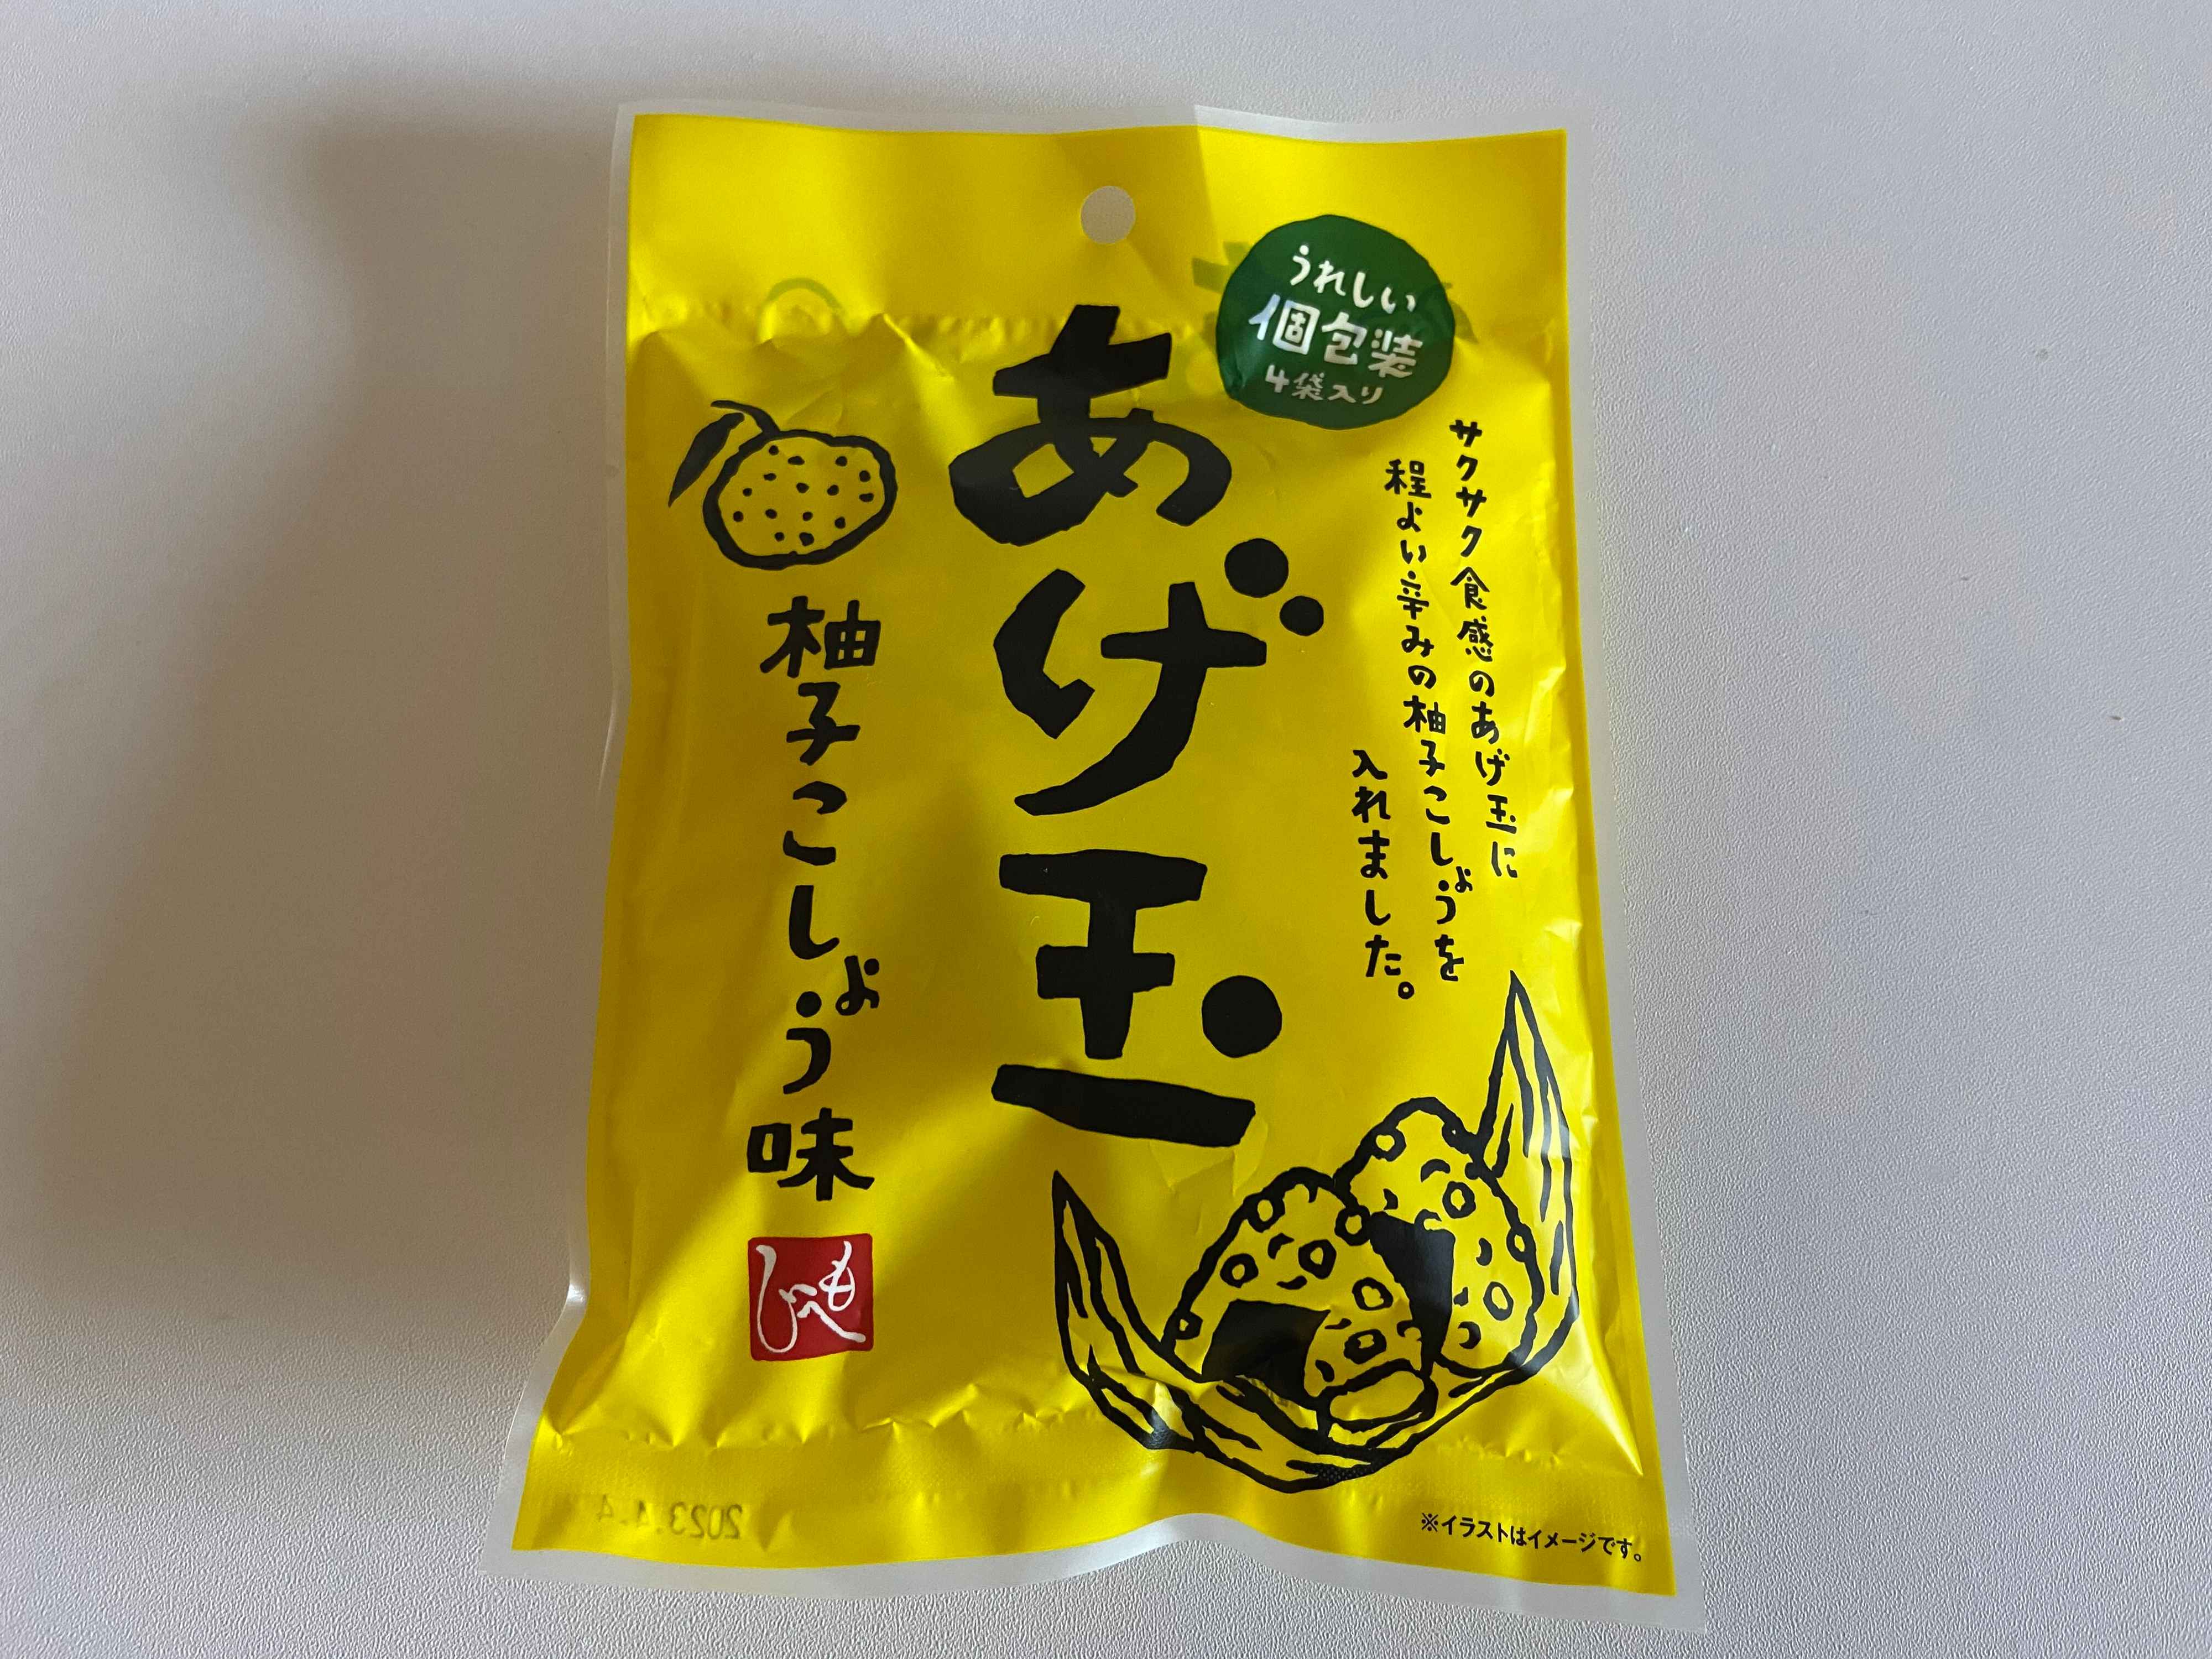 うれしい
個包装
4袋入り
サクサク食感のあげ玉に
程よい辛みの柚子こしょうを
入れました。
あげ玉
柚子こしょう味
もへじ
※イラストはイメージです。
2023.4.4